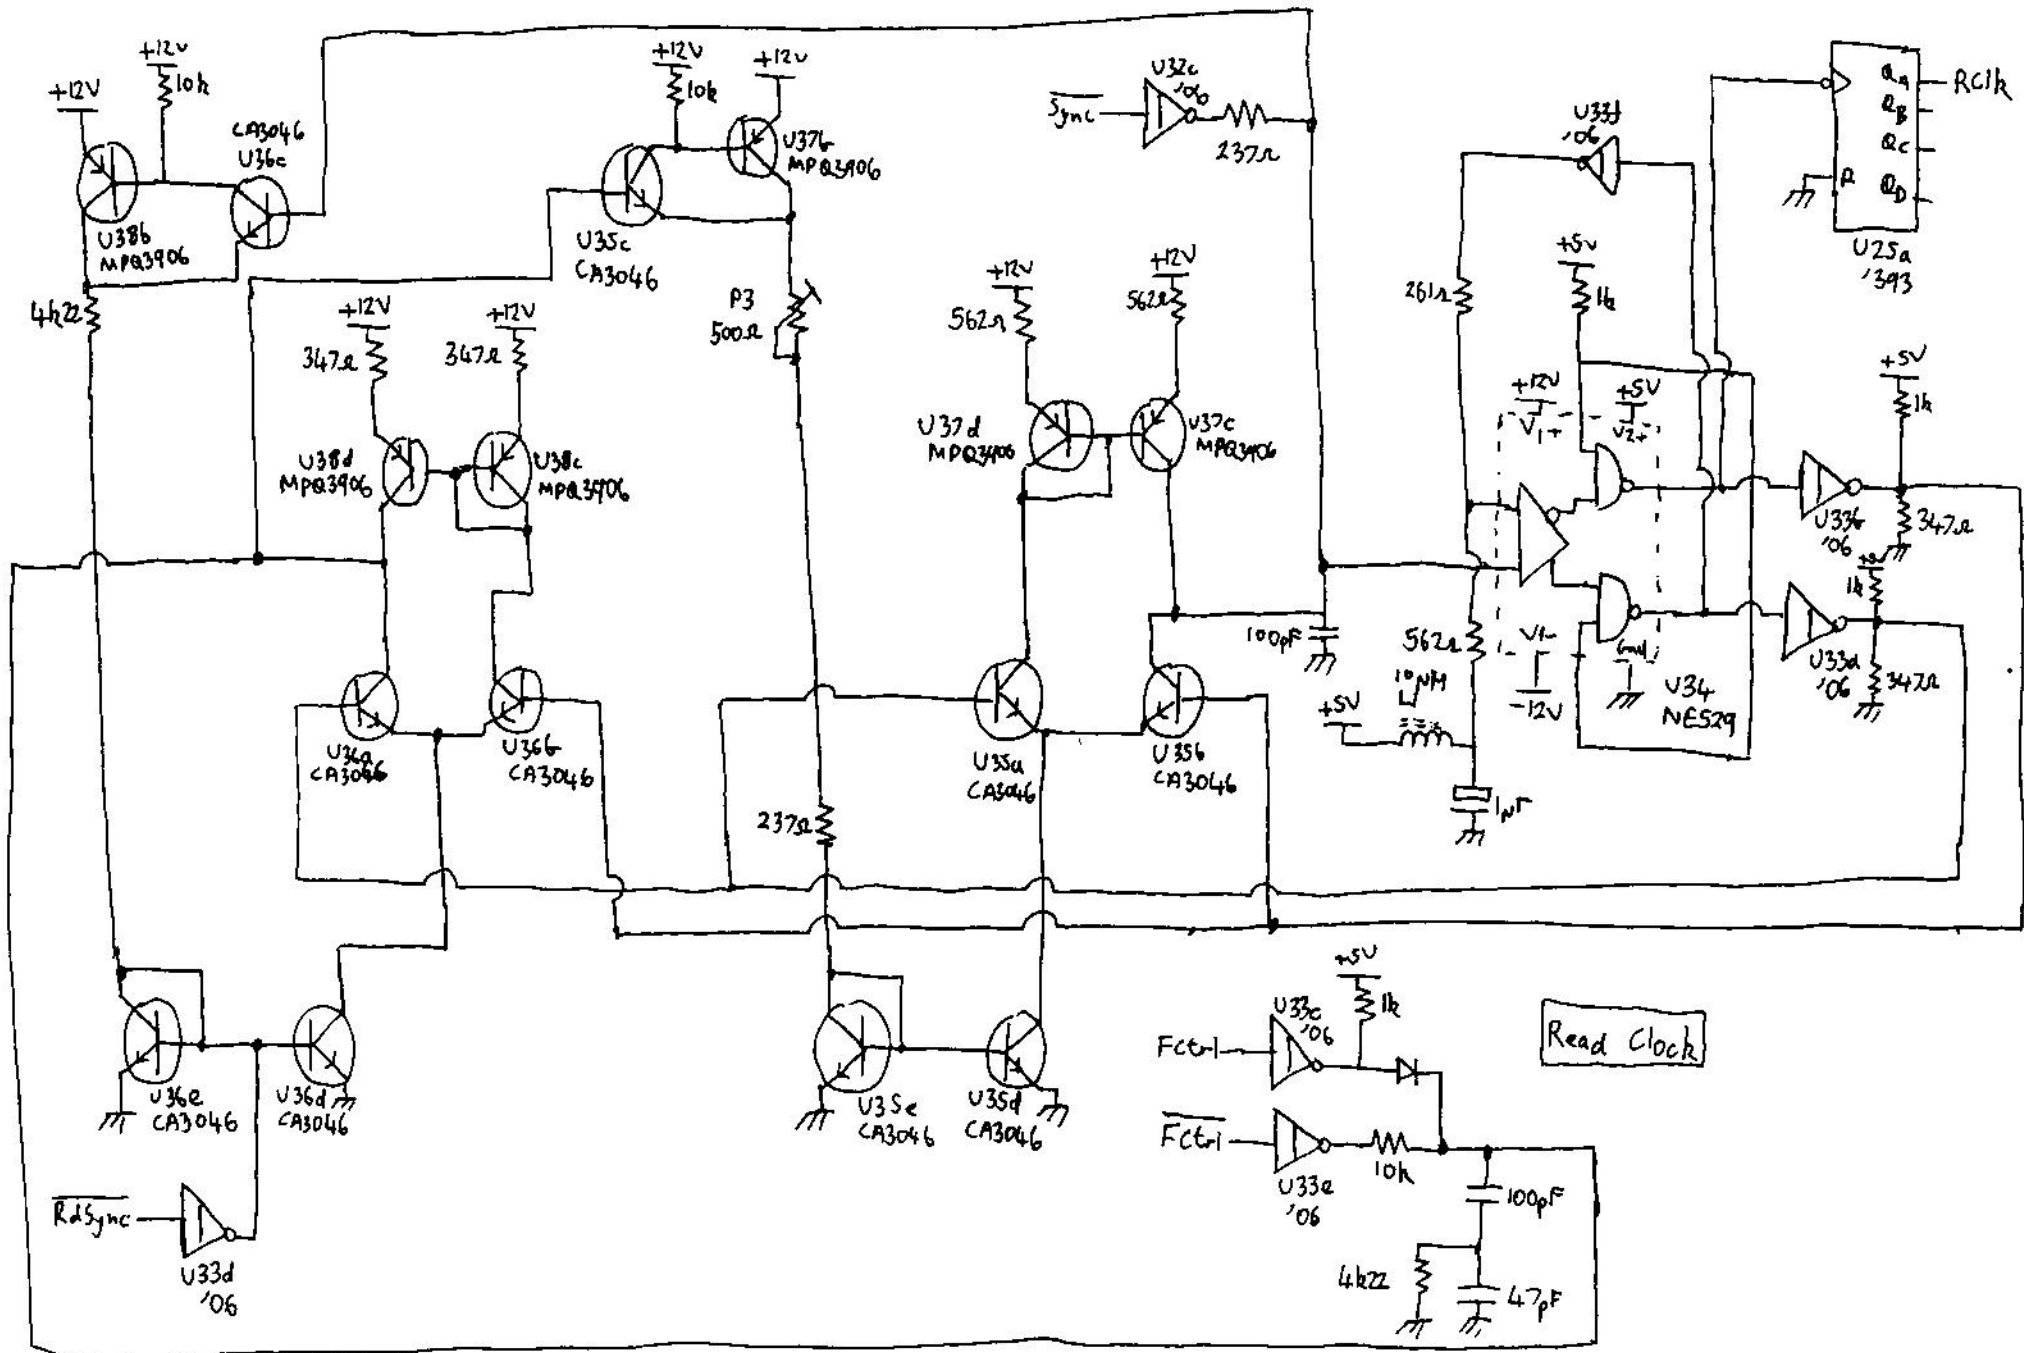 +12V
+12V
10k
CA3046
U36c
U38b
MPQ3906
4k22
+12V
10k
+12V
U37b
MPQ3906
U35c
CA3046
P3
500Ω
Sync
U32c
'06
237Ω
U33f
'06
QA
RClk
QB
QC
QD
R
U25a
'393
+12V
347Ω
+12V
347Ω
U38d
MPQ3906
U38c
MPQ3906
+12V
562Ω
+12V
562Ω
U37d
MPQ3906
U37c
MPQ3906
261Ω
+5V
1k
+12V
V1+
+5V
V2+
+5V
1k
U33b
'06
347Ω
1k
U33a
'06
347Ω
V1-
-12V
Gnd
U34
NE529
100pF
562Ω
10µH
+5V
1µF
U36a
CA3046
U36b
CA3046
U35a
CA3046
U35b
CA3046
237Ω
U36e
CA3046
U36d
CA3046
U35e
CA3046
U35d
CA3046
RdSync
U33d
'06
+5V
1k
Fctrl
U33c
'06
FCtrl
U33e
'06
10k
100pF
4k22
47pF
Read Clock